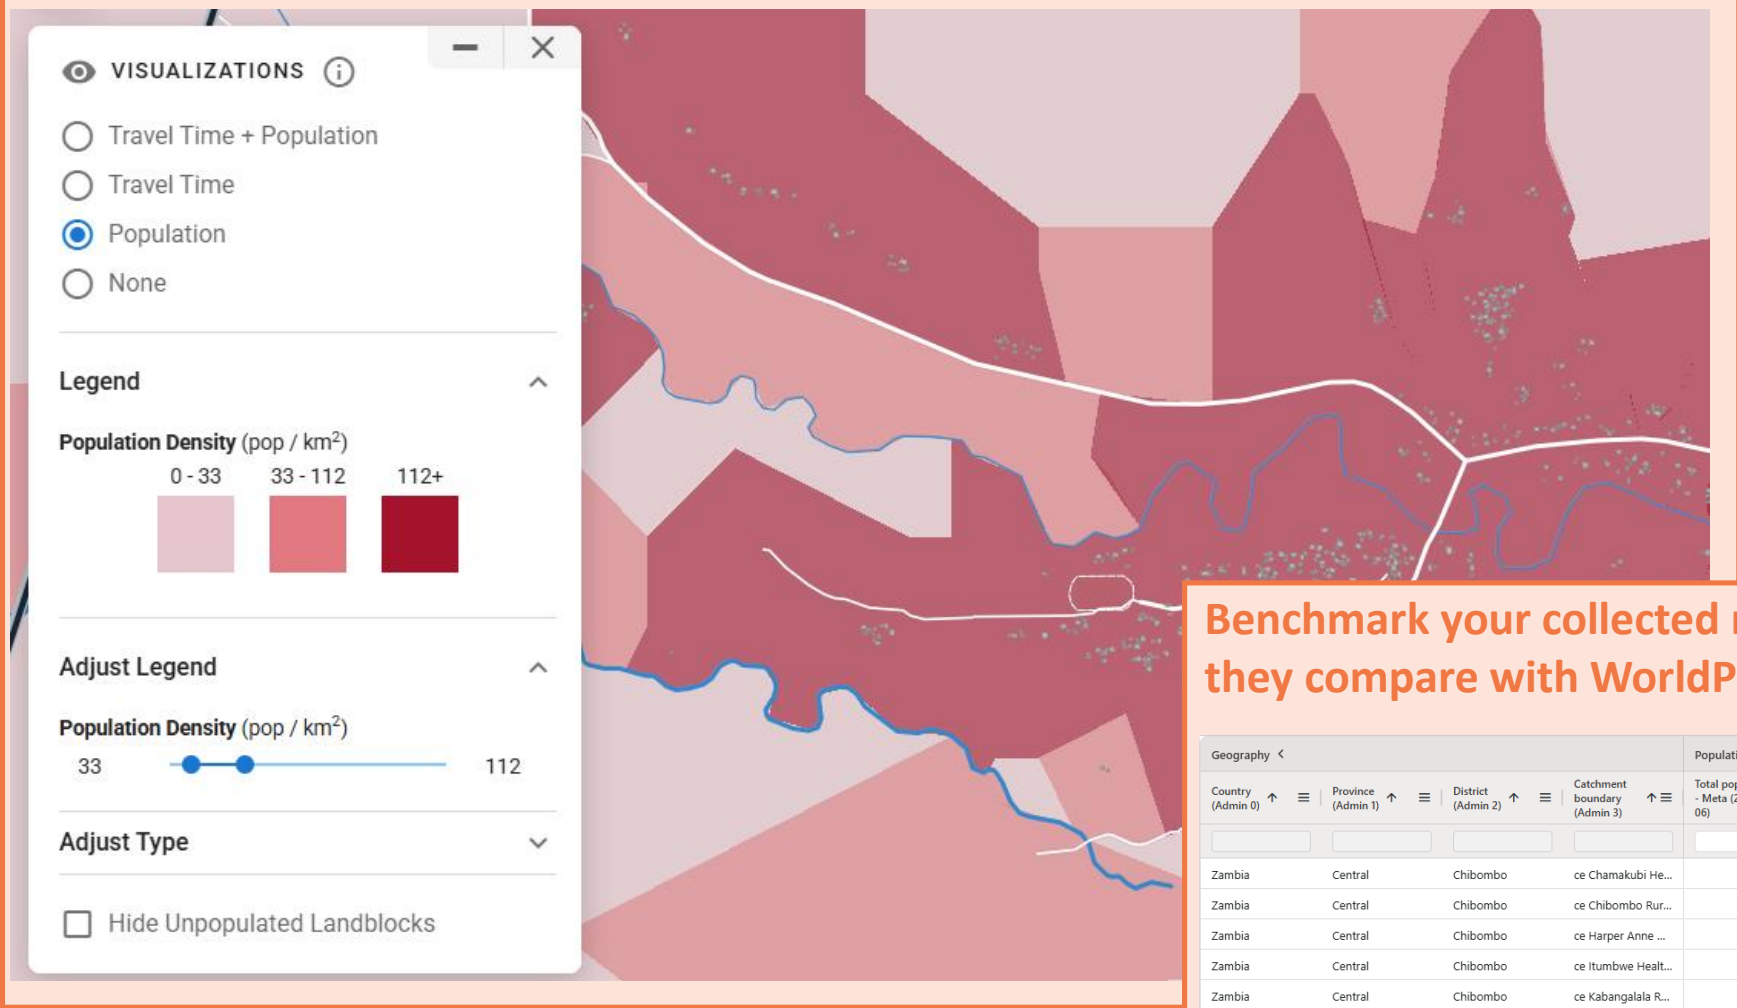 VISUALIZATIONS
Travel Time + Population
Travel Time
Population
None
Legend
Population Density (pop / km²)
0 - 33 33 - 112 112+
Adjust Legend
Population Density (pop / km²)
33 112
Adjust Type
Hide Unpopulated Landblocks
Benchmark your collected
they compare with WorldP
Geography Populati
Country (Admin 0) Province (Admin 1) District (Admin 2) Catchment boundary (Admin 3) Total pop - Meta (2 06)
Zambia Central Chibombo ce Chamakubi He...
Zambia Central Chibombo ce Chibombo Rur...
Zambia Central Chibombo ce Harper Anne ...
Zambia Central Chibombo ce Itumbwe Healt...
Zambia Central Chibombo ce Kabangalala R...